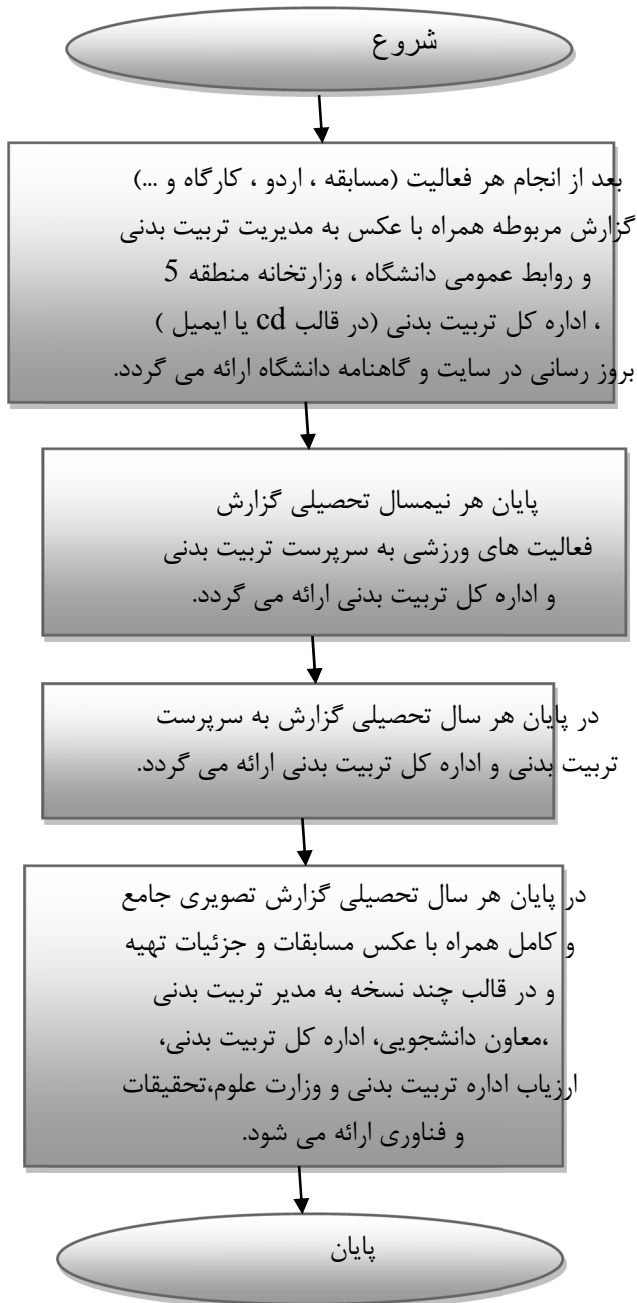 شروع
بعد از انجام هر فعالیت (مسابقه ، اردو ، کارگاه و ...)
گزارش مربوطه همراه با عکس به مدیریت تربیت بدنی
و روابط عمومی دانشگاه ، وزارتخانه منطقه 5
، اداره کل تربیت بدنی (در قالب cd یا ایمیل )
بروز رسانی در سایت و گاهنامه دانشگاه ارائه می گردد.
پایان هر نیمسال تحصیلی گزارش
فعالیت های ورزشی به سرپرست تربیت بدنی
و اداره کل تربیت بدنی ارائه می گردد.
در پایان هر سال تحصیلی گزارش به سرپرست
تربیت بدنی و اداره کل تربیت بدنی ارائه می گردد.
در پایان هر سال تحصیلی گزارش تصویری جامع
و کامل همراه با عکس مسابقات و جزئیات تهیه
و در قالب چند نسخه به مدیر تربیت بدنی
،معاون دانشجویی، اداره کل تربیت بدنی،
ارزیاب اداره تربیت بدنی و وزارت علوم،تحقیقات
و فناوری ارائه می شود.
پایان